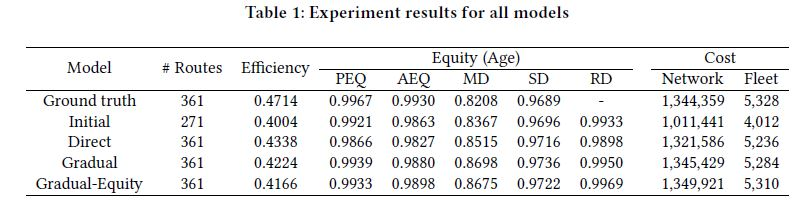 Table 1: Experiment results for all models
Model # Routes Efficiency Equity (Age) Cost
PEQ AEQ MD SD RD Network Fleet
Ground truth 361 0.4714 0.9967 0.9930 0.8208 0.9689 - 1,344,359 5,328
Initial 271 0.4004 0.9921 0.9863 0.8367 0.9696 0.9933 1,011,441 4,012
Direct 361 0.4338 0.9866 0.9827 0.8515 0.9716 0.9898 1,321,586 5,236
Gradual 361 0.4224 0.9939 0.9880 0.8698 0.9736 0.9950 1,345,429 5,284
Gradual-Equity 361 0.4166 0.9933 0.9898 0.8675 0.9722 0.9969 1,349,921 5,310